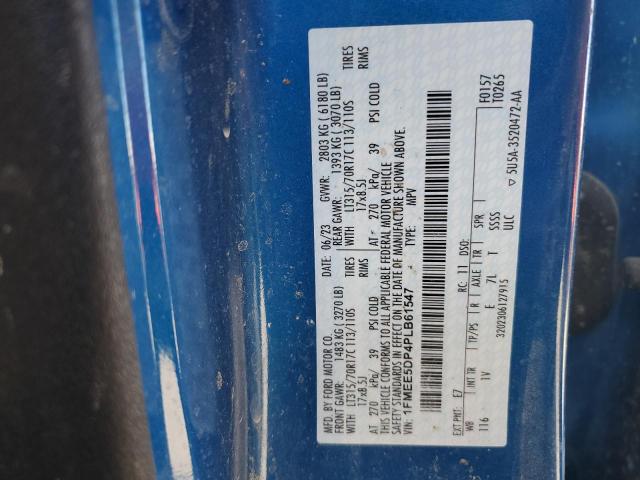 MFD. BY FORD MOTOR CO.
DATE: 06/23 GVWR: 2803 KG ( 6180 LB)
FRONT GAWR: 1483 KG ( 3270 LB) REAR GAWR: 1393 KG ( 3070 LB)
WITH LT315/70R17C 113/110S TIRES WITH LT315/70R17C 113/110S TIRES
17x8.5J RIMS 17x8.5J RIMS
AT 270 kPa/ 39 PSI COLD AT 270 kPa/ 39 PSI COLD
THIS VEHICLE CONFORMS TO ALL APPLICABLE FEDERAL MOTOR VEHICLE
SAFETY STANDARDS IN EFFECT ON THE DATE OF MANUFACTURE SHOWN ABOVE.
VIN: 1FMEE5DP4PLB61547 TYPE: MPV
F0157
T0265
EXT PNT: E7 RC: 11 DSO:
WB INT TR TP/PS R AXLE TR SPR
116 1V E 7L T SSSS
ULC
3202306127915
▽ 5U5A-3520472-AA